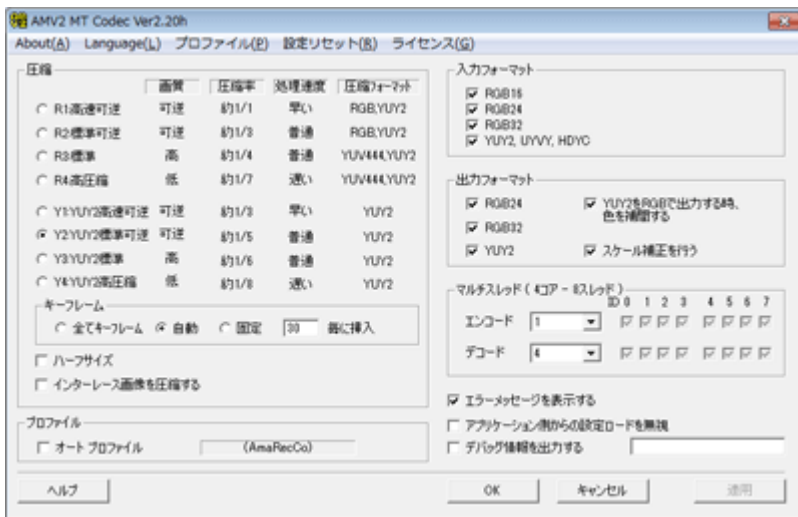 AMV2 MT Codec Ver2.20h
About(A) Language(L) プロファイル(P) 設定リセット(R) ライセンス(G)
圧縮
画質 圧縮率 処理速度 圧縮フォーマット
R1:高速可逆 可逆 約1/1 早い RGB,YUY2
R2:標準可逆 可逆 約1/3 普通 RGB,YUY2
R3:標準 高 約1/4 普通 YUV444,YUY2
R4:高圧縮 低 約1/7 遅い YUV444,YUY2
Y1:YUY2高速可逆 可逆 約1/3 早い YUY2
Y2:YUY2標準可逆 可逆 約1/5 普通 YUY2
Y3:YUY2標準 高 約1/6 普通 YUY2
Y4:YUY2高圧縮 低 約1/8 遅い YUY2
キーフレーム
全てキーフレーム 自動 固定 30 毎に挿入
ハーフサイズ
インターレース画像を圧縮する
プロファイル
オート プロファイル (AmaRecCo)
入力フォーマット
RGB16
RGB24
RGB32
YUY2, UYVY, HDYC
出力フォーマット
RGB24
RGB32
YUY2
YUY2をRGBで出力する時、
色を補間する
スケール補正を行う
マルチスレッド ( 4コア - 8スレッド )
ID 0 1 2 3 4 5 6 7
エンコード 1
デコード 4
エラーメッセージを表示する
アプリケーション側からの設定ロードを無視
デバッグ情報を出力する
ヘルプ OK キャンセル 適用